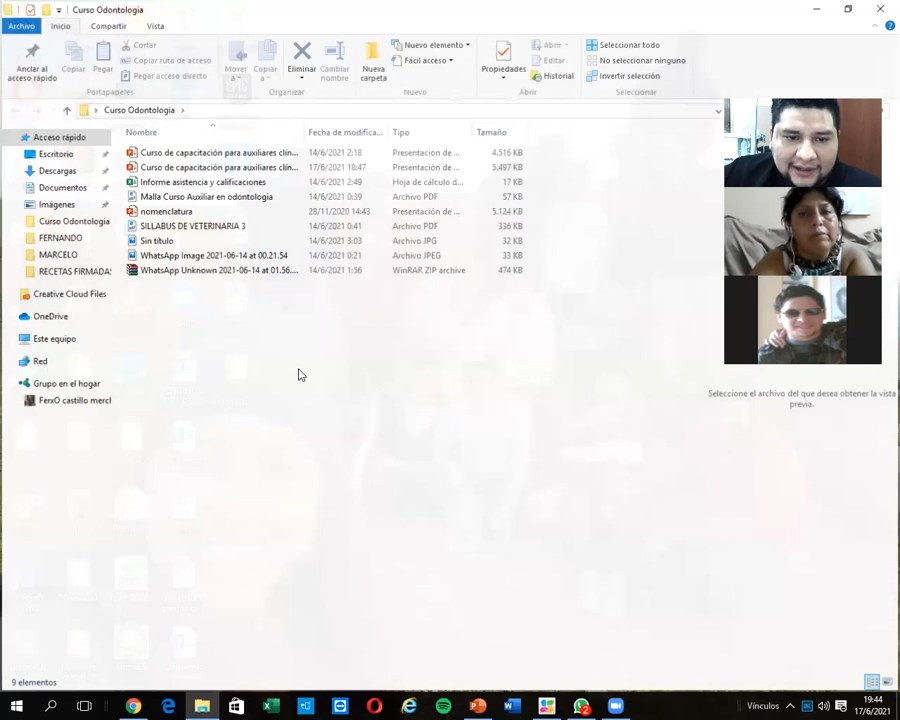 Curso Odontologia
Archivo
Inicio
Compartir
Vista
Anclar al acceso rápido
Copiar
Pegar
Cortar
Copiar ruta de acceso
Pegar acceso directo
Portapapeles
Mover a
Copiar a
Eliminar
Cambiar nombre
Organizar
Nueva carpeta
Nuevo elemento
Fácil acceso
Nuevo
Propiedades
Abrir
Editar
Historial
Abrir
Seleccionar todo
No seleccionar ninguno
Invertir selección
Seleccionar
Curso Odontologia
Nombre Fecha de modifica... Tipo Tamaño
Curso de capacitación para auxiliares clín... 14/6/2021 2:18 Presentación de ... 4.516 KB
Curso de capacitación para auxiliares clín... 17/6/2021 18:47 Presentación de ... 5.497 KB
Informe asistencia y calificaciones 14/6/2021 2:49 Hoja de cálculo d... 17 KB
Malla Curso Auxiliar en odontologia 14/6/2021 0:39 Archivo PDF 57 KB
nomenclatura 28/11/2020 14:43 Presentación de ... 5.124 KB
SILLABUS DE VETERINARIA 3 14/6/2021 0:41 Archivo PDF 336 KB
Sin título 14/6/2021 3:03 Archivo JPG 32 KB
WhatsApp Image 2021-06-14 at 00.21.54 14/6/2021 0:21 Archivo JPEG 33 KB
WhatsApp Unknown 2021-06-14 at 01.56.... 14/6/2021 1:56 WinRAR ZIP archive 474 KB
Acceso rápido
Escritorio
Descargas
Documentos
Imágenes
Curso Odontologia
FERNANDO
MARCELO
RECETAS FIRMADAS
Creative Cloud Files
OneDrive
Este equipo
Red
Grupo en el hogar
FerxO castillo merch
Seleccione el archivo del que desea obtener la vista
previa.
9 elementos
Vínculos
19:44
17/6/2021